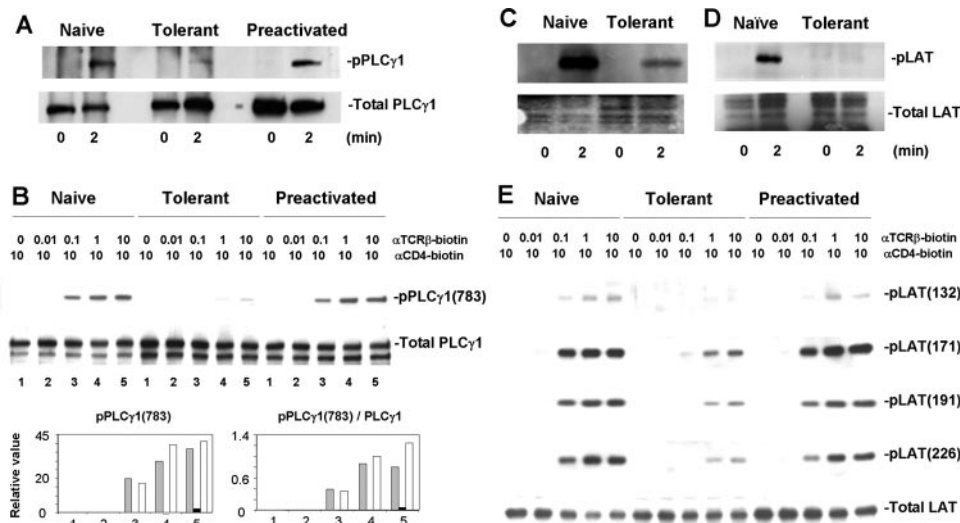 A
Naive Tolerant Preactivated
-pPLCγ1
-Total PLCγ1
0 2 0 2 0 2 (min)
B
Naive Tolerant Preactivated
0 0.01 0.1 1 10 0 0.01 0.1 1 10 0 0.01 0.1 1 10 αTCRβ-biotin
10 10 10 10 10 10 10 10 10 10 10 10 10 10 10 αCD4-biotin
-pPLCγ1(783)
-Total PLCγ1
1 2 3 4 5 1 2 3 4 5 1 2 3 4 5
pPLCγ1(783)
Relative value
45
20
0
1 2 3 4 5
pPLCγ1(783) / PLCγ1
1.4
0.6
0
1 2 3 4 5
C
Naive Tolerant
0 2 0 2
D
Naïve Tolerant
-pLAT
-Total LAT
0 2 0 2 (min)
E
Naive Tolerant Preactivated
0 0.01 0.1 1 10 0 0.01 0.1 1 10 0 0.01 0.1 1 10 αTCRβ-biotin
10 10 10 10 10 10 10 10 10 10 10 10 10 10 10 αCD4-biotin
-pLAT(132)
-pLAT(171)
-pLAT(191)
-pLAT(226)
-Total LAT